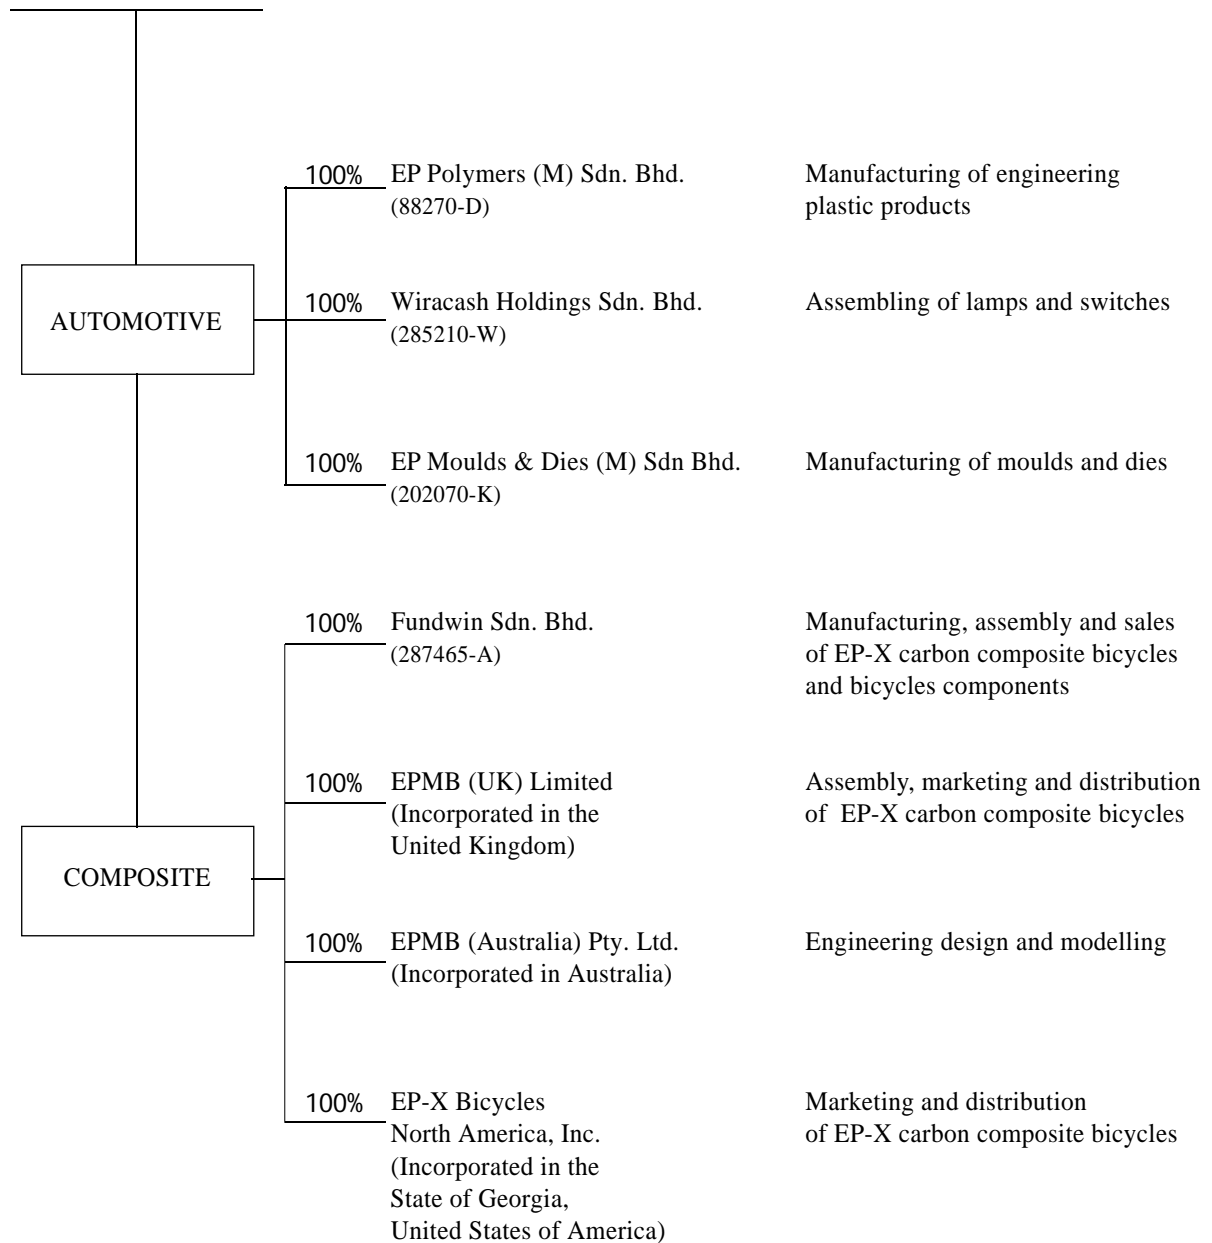 100% EP Polymers (M) Sdn. Bhd. Manufacturing of engineering
(88270-D) plastic products
AUTOMOTIVE
100% Wiracash Holdings Sdn. Bhd. Assembling of lamps and switches
(285210-W)
100% EP Moulds & Dies (M) Sdn Bhd. Manufacturing of moulds and dies
(202070-K)
100% Fundwin Sdn. Bhd. Manufacturing, assembly and sales
(287465-A) of EP-X carbon composite bicycles
and bicycles components
100% EPMB (UK) Limited Assembly, marketing and distribution
(Incorporated in the of EP-X carbon composite bicycles
United Kingdom)
COMPOSITE
100% EPMB (Australia) Pty. Ltd. Engineering design and modelling
(Incorporated in Australia)
100% EP-X Bicycles Marketing and distribution
North America, Inc. of EP-X carbon composite bicycles
(Incorporated in the
State of Georgia,
United States of America)